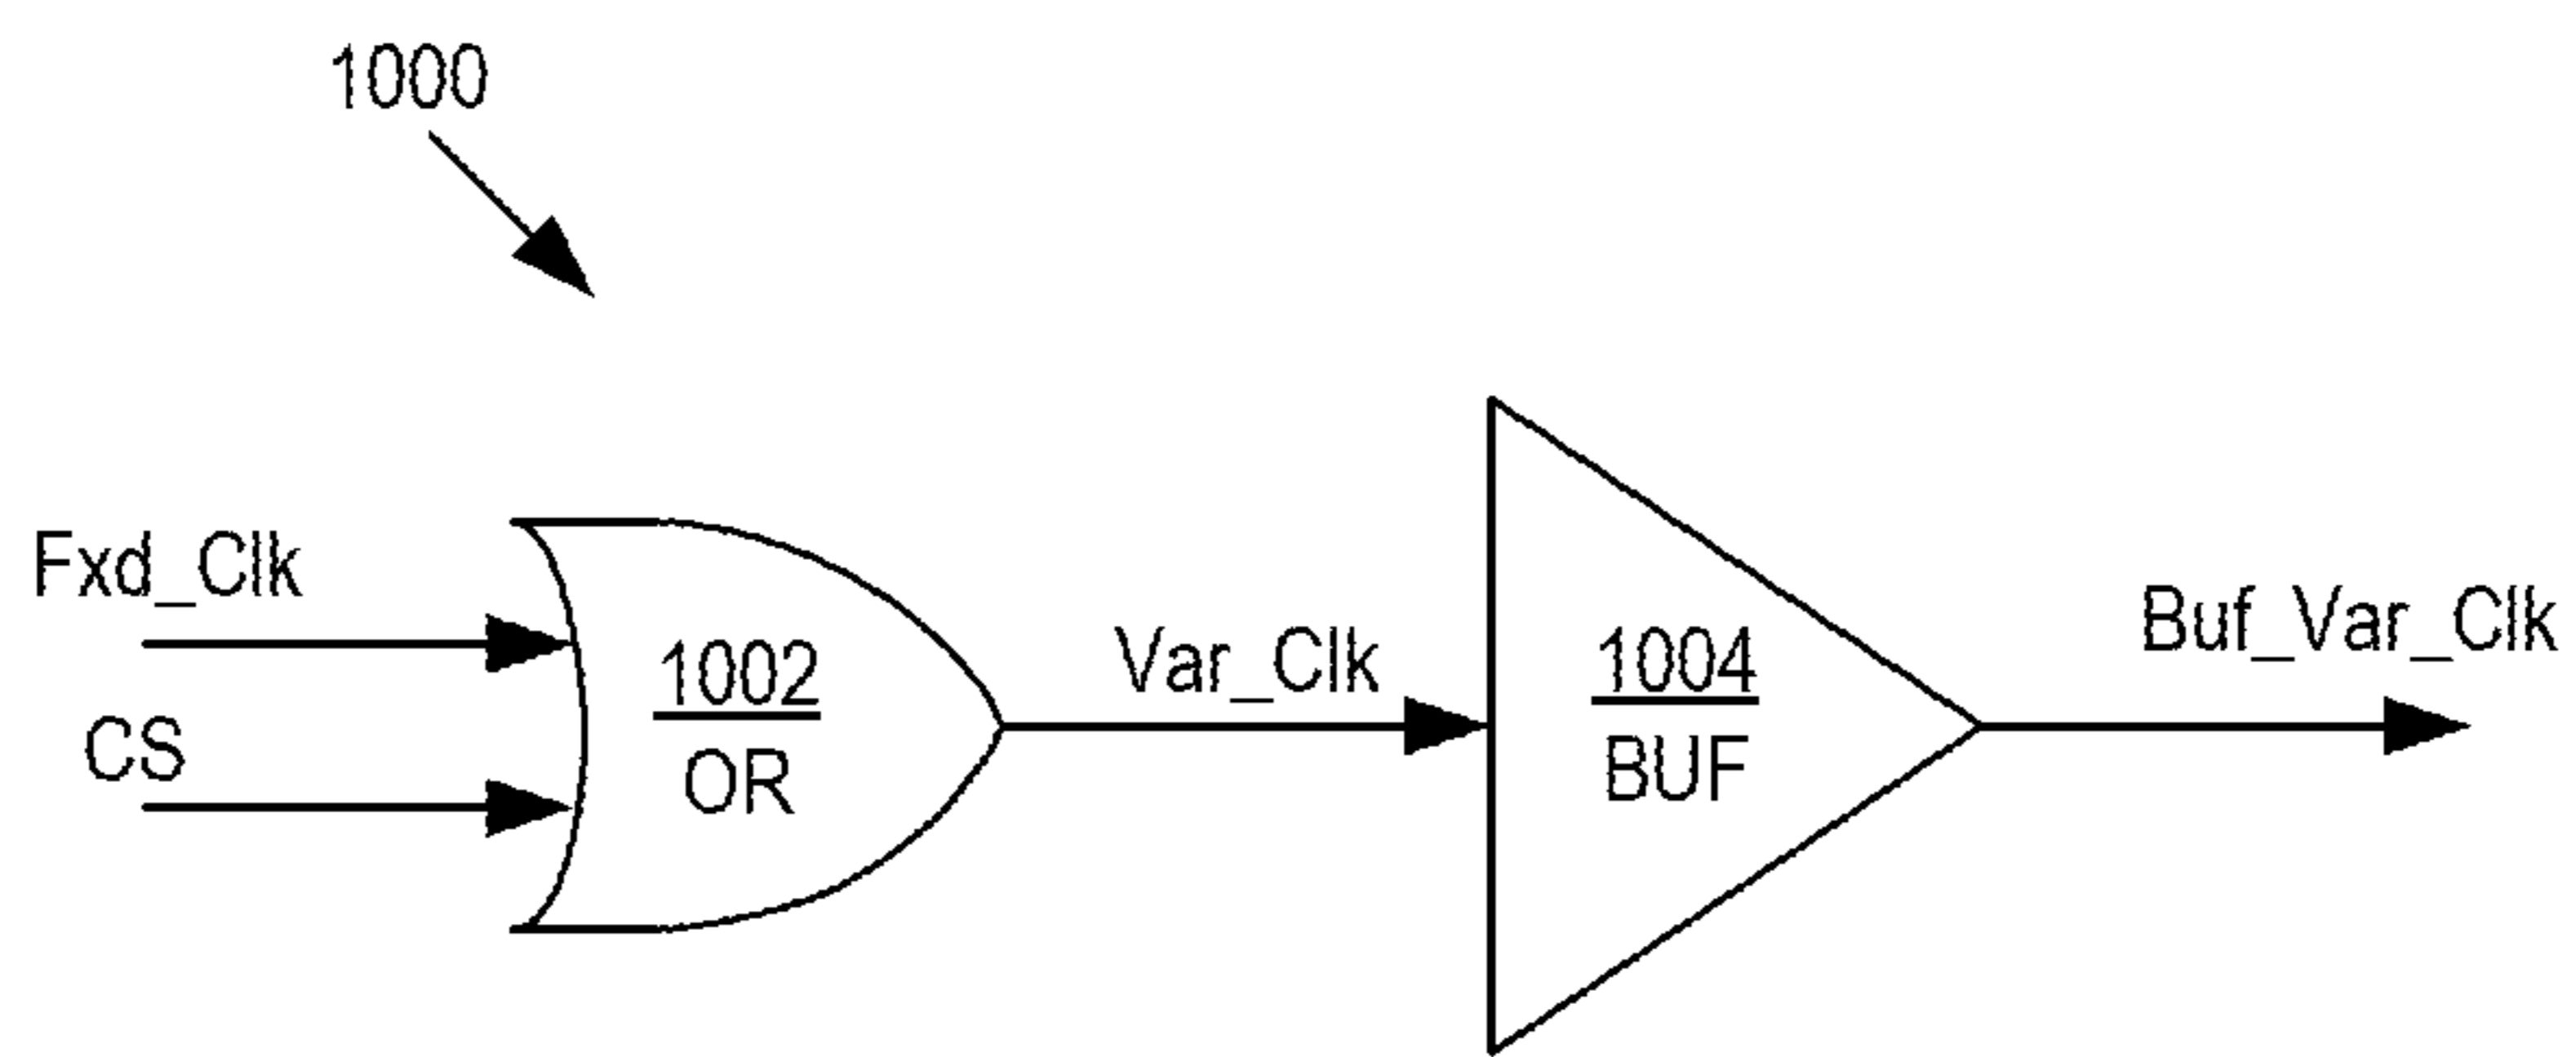 1000
Fxd_Clk
CS
1002
OR
Var_Clk
1004
BUF
Buf_Var_Clk